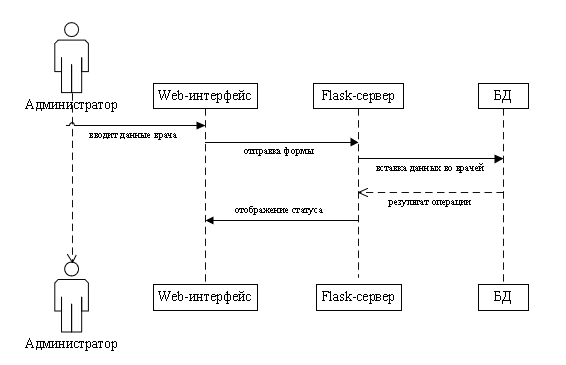 Администратор
Web-интерфейс
Flask-сервер
БД
вводит данные врача
отправка формы
вставка данных во врачей
результат операции
отображение статуса
Web-интерфейс
Flask-сервер
БД
Администратор